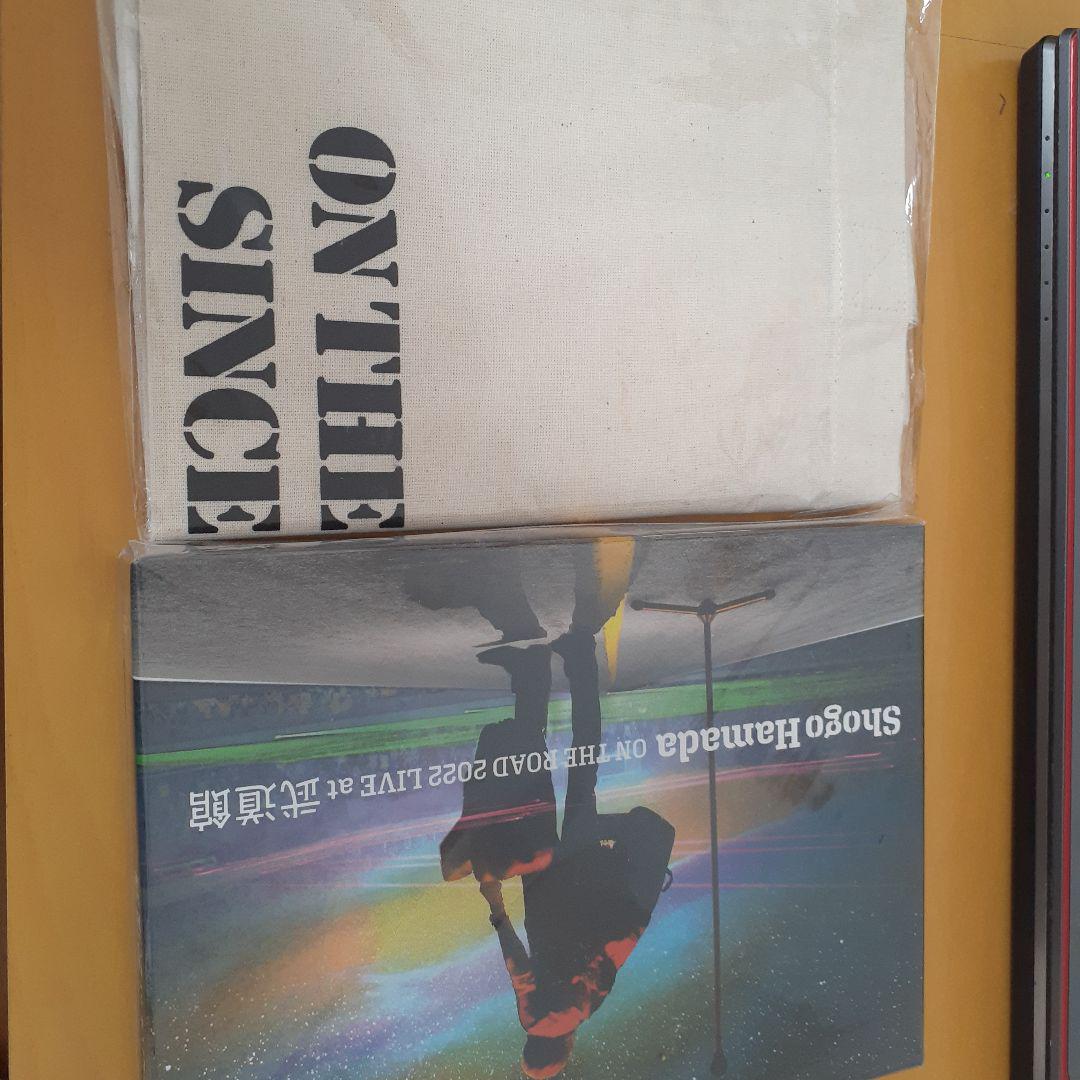 ON THE
SINCE
Shogo Hamada ON THE ROAD 2022 LIVE at 武道館